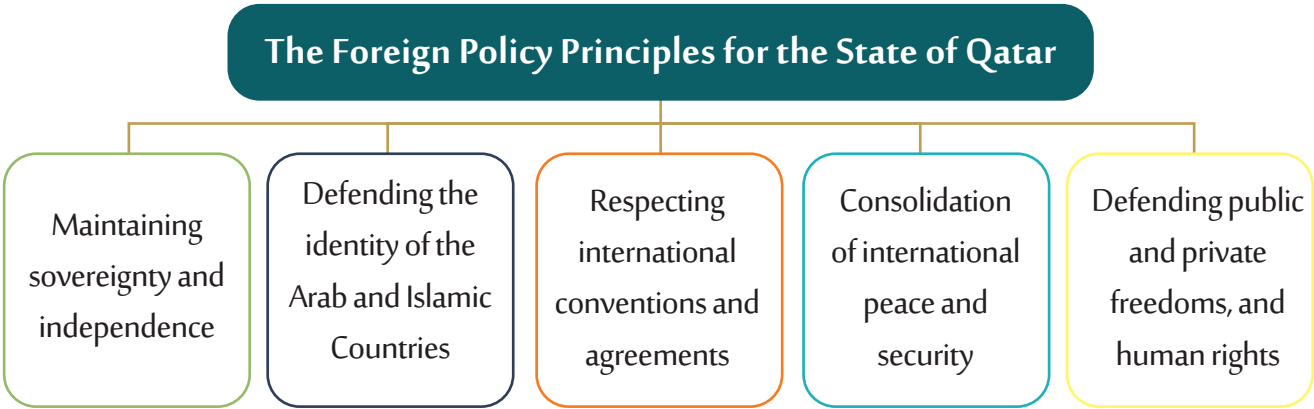 The Foreign Policy Principles for the State of Qatar
Maintaining
sovereignty and
independence
Defending the
identity of the
Arab and Islamic
Countries
Respecting
international
conventions and
agreements
Consolidation
of international
peace and
security
Defending public
and private
freedoms, and
human rights